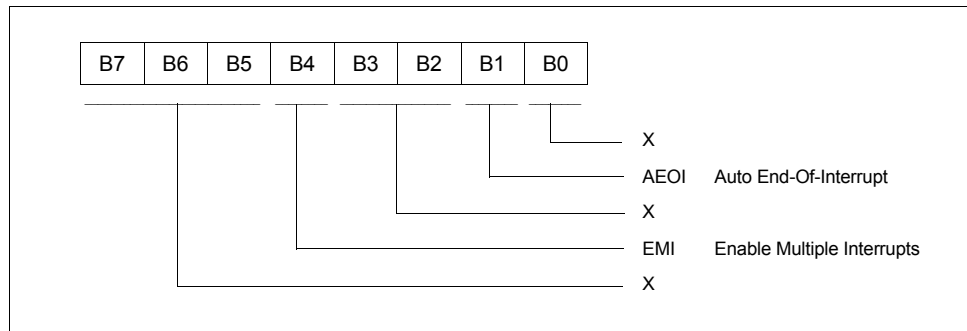 B7 B6 B5 B4 B3 B2 B1 B0
X
AEOI Auto End-Of-Interrupt
X
EMI Enable Multiple Interrupts
X